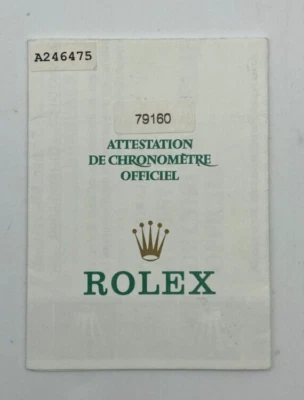 A246475
79160
ATTESTATION
DE CHRONOMÈTRE
OFFICIEL
ROLEX